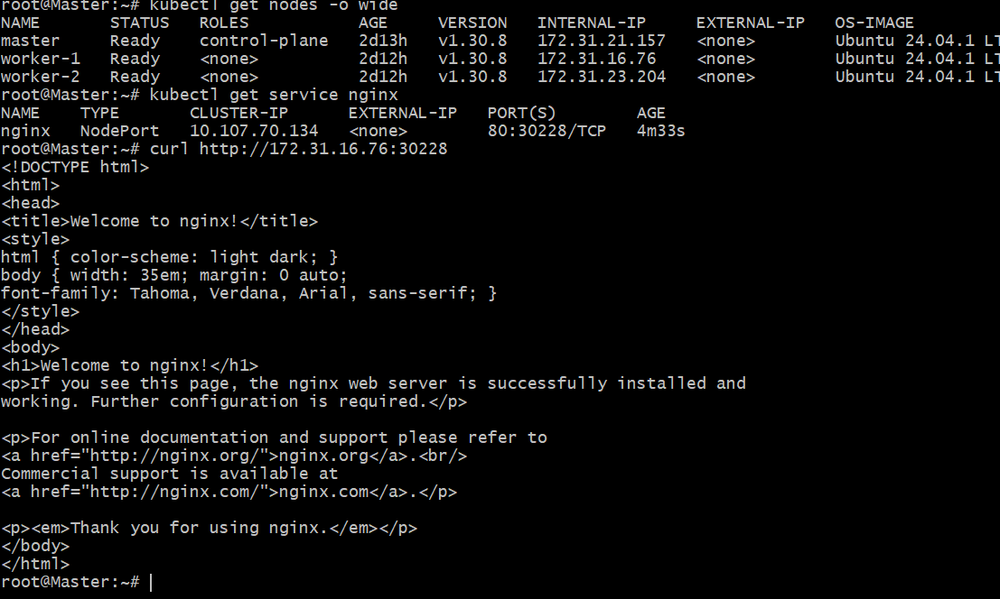 root@Master:~# kubectl get nodes -o wide
NAME STATUS ROLES AGE VERSION INTERNAL-IP EXTERNAL-IP OS-IMAGE
master Ready control-plane 2d13h v1.30.8 172.31.21.157 <none> Ubuntu 24.04.1 LT
worker-1 Ready <none> 2d12h v1.30.8 172.31.16.76 <none> Ubuntu 24.04.1 LT
worker-2 Ready <none> 2d12h v1.30.8 172.31.23.204 <none> Ubuntu 24.04.1 LT
root@Master:~# kubectl get service nginx
NAME TYPE CLUSTER-IP EXTERNAL-IP PORT(S) AGE
nginx NodePort 10.107.70.134 <none> 80:30228/TCP 4m33s
root@Master:~# curl http://172.31.16.76:30228
<!DOCTYPE html>
<html>
<head>
<title>Welcome to nginx!</title>
<style>
html { color-scheme: light dark; }
body { width: 35em; margin: 0 auto;
font-family: Tahoma, Verdana, Arial, sans-serif; }
</style>
</head>
<body>
<h1>Welcome to nginx!</h1>
<p>If you see this page, the nginx web server is successfully installed and
working. Further configuration is required.</p>
<p>For online documentation and support please refer to
<a href="http://nginx.org/">nginx.org</a>.<br/>
Commercial support is available at
<a href="http://nginx.com/">nginx.com</a>.</p>
<p><em>Thank you for using nginx.</em></p>
</body>
</html>
root@Master:~#